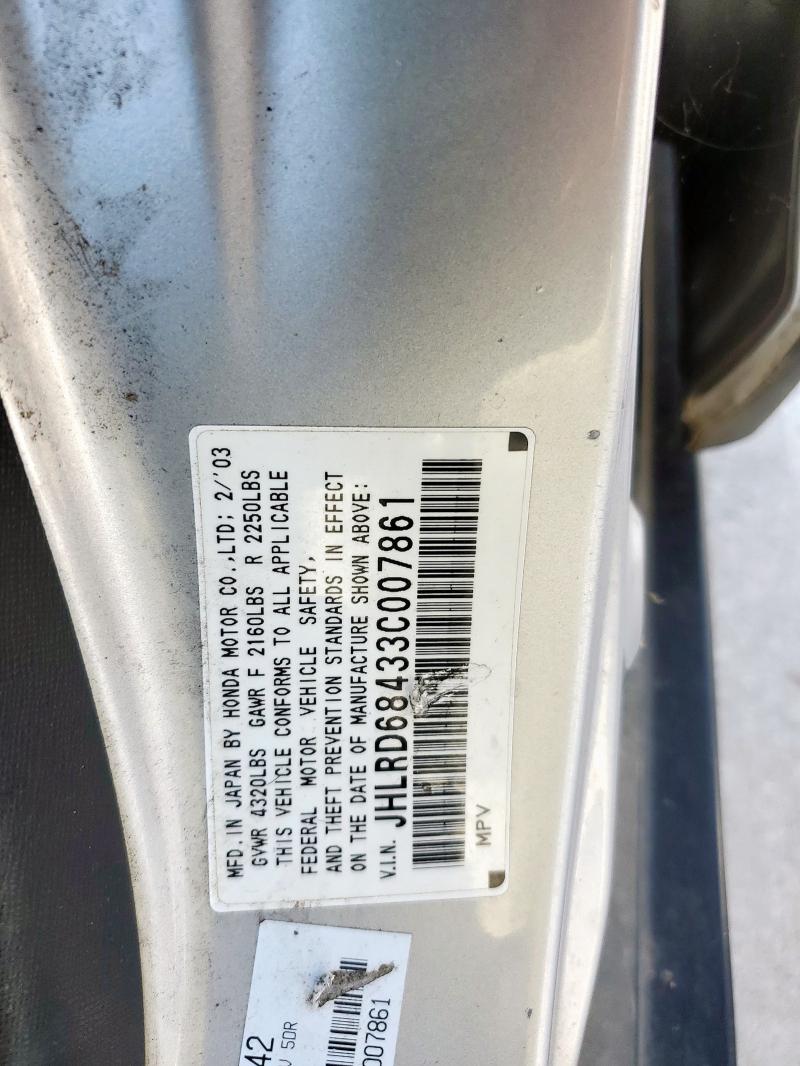 MFD. IN JAPAN BY HONDA MOTOR CO.,LTD; 2/'03
GVWR 4320LBS GAWR F 2160LBS R 2250LBS
THIS VEHICLE CONFORMS TO ALL APPLICABLE
FEDERAL MOTOR VEHICLE SAFETY,
AND THEFT PREVENTION STANDARDS IN EFFECT
ON THE DATE OF MANUFACTURE SHOWN ABOVE:
V.I.N. JHLRD68433C007861
MPV
42
V 5DR
007861